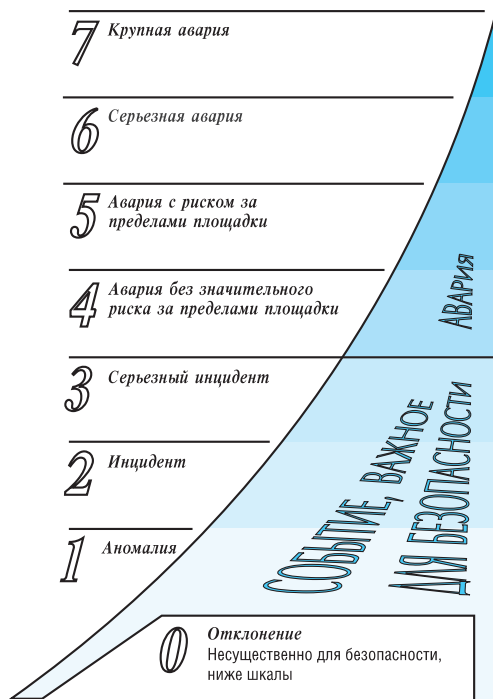 7 Крупная авария
6 Серьезная авария
5 Авария с риском за
пределами площадки
4 Авария без значительного
риска за пределами площадки
АВАРИЯ
3 Серьезный инцидент
2 Инцидент
1 Аномалия
СОБЫТИЕ, ВАЖНОЕ
ДЛЯ БЕЗОПАСНОСТИ
0 Отклонение
Несущественно для безопасности,
ниже шкалы